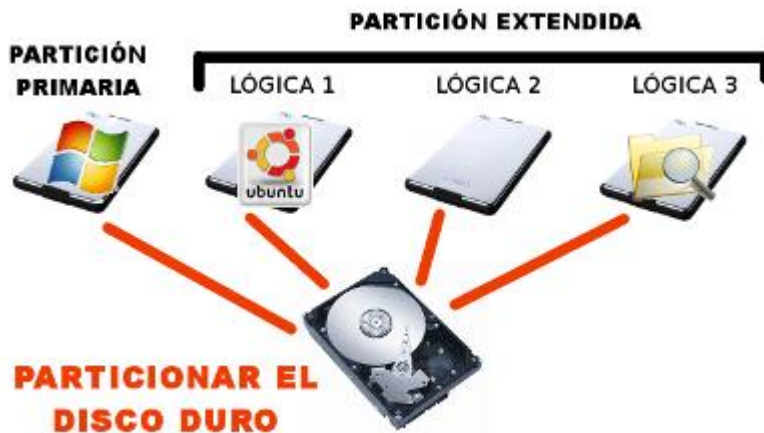 PARTICIÓN EXTENDIDA
PARTICIÓN
PRIMARIA
LÓGICA 1
LÓGICA 2
LÓGICA 3
ubuntu
PARTICIONAR EL
DISCO DURO